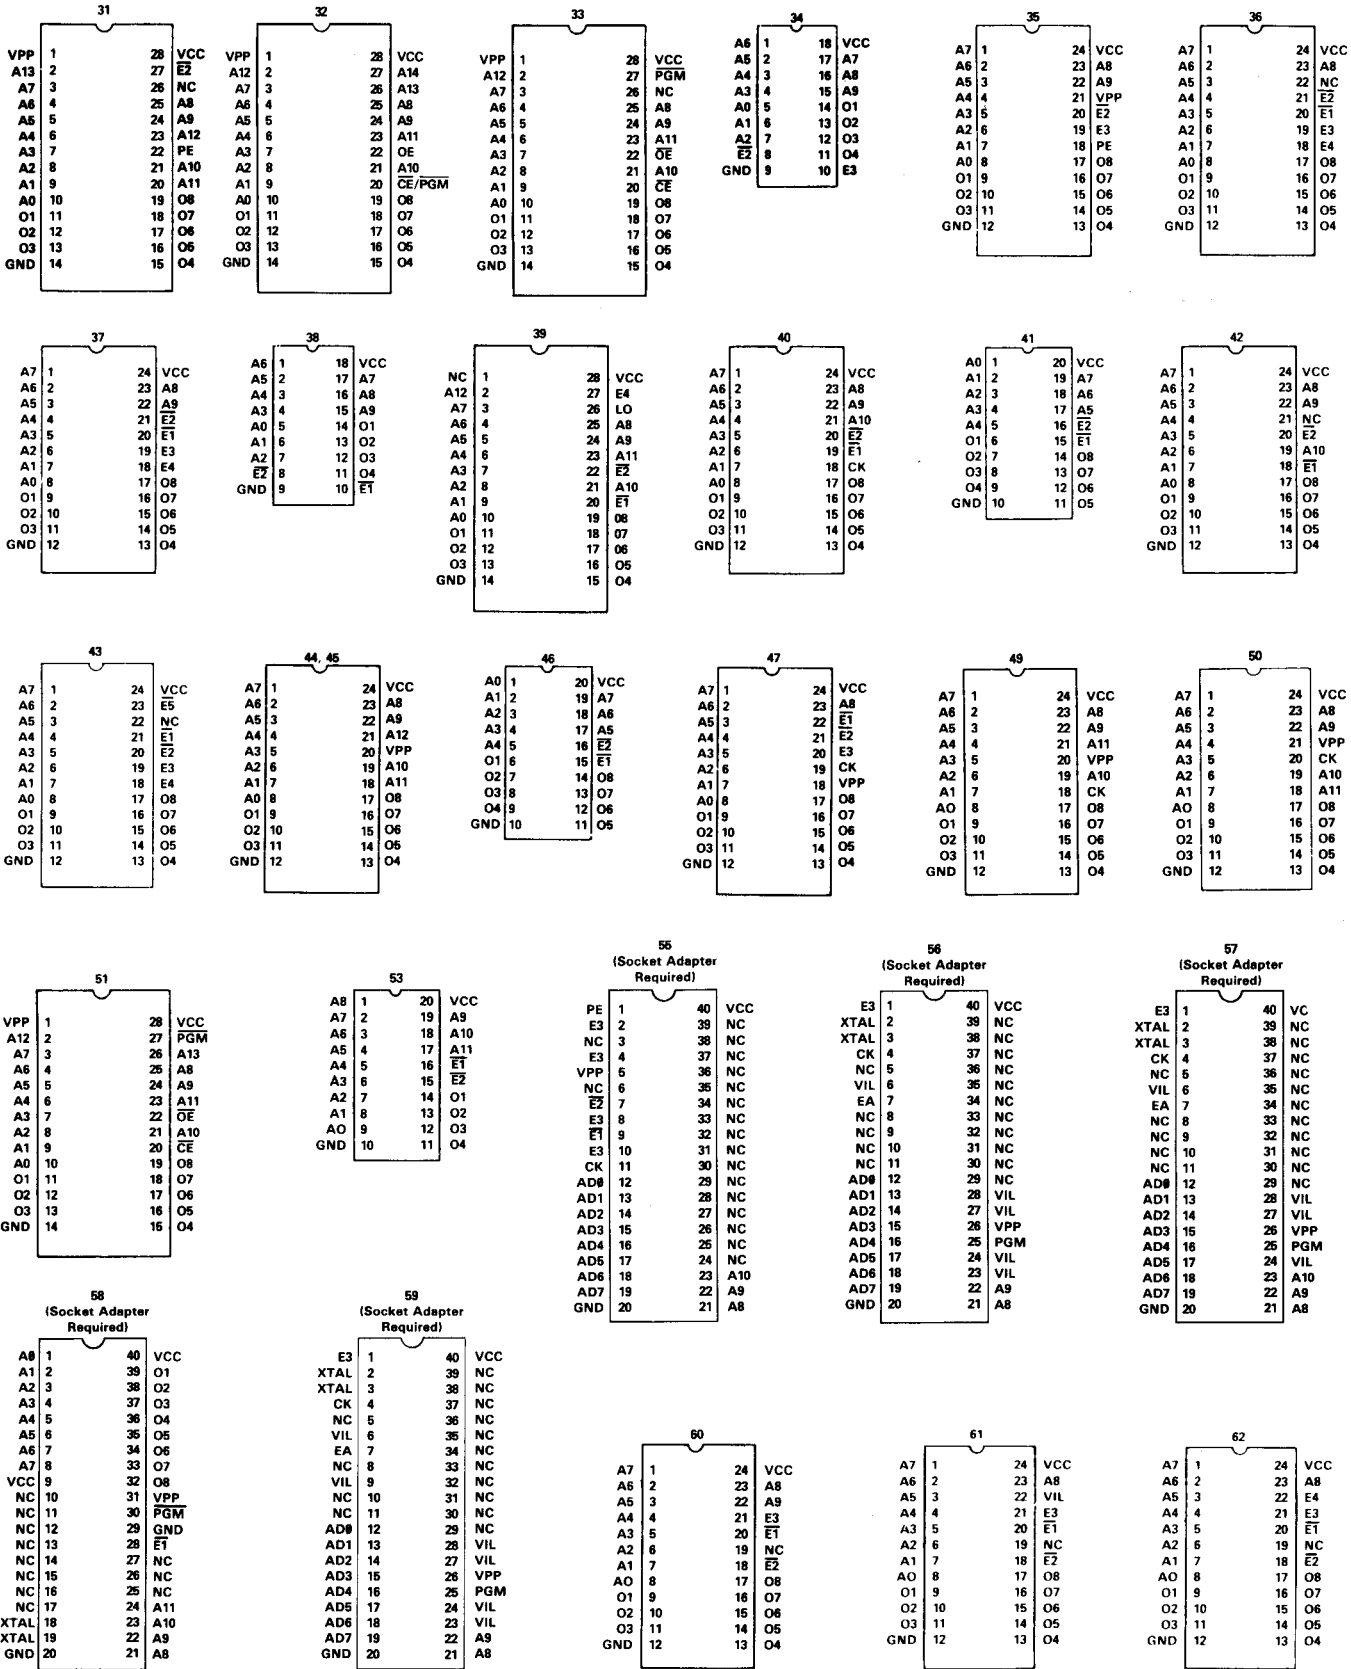 31
VPP 1 28 VCC
A13 2 27 E2
A7 3 26 NC
A6 4 25 A8
A5 5 24 A9
A4 6 23 A12
A3 7 22 PE
A2 8 21 A10
A1 9 20 A11
A0 10 19 O8
O1 11 18 O7
O2 12 17 O6
O3 13 16 O5
GND 14 15 O4
32
VPP 1 28 VCC
A12 2 27 A14
A7 3 26 A13
A6 4 25 A8
A5 5 24 A9
A4 6 23 A11
A3 7 22 OE
A2 8 21 A10
A1 9 20 CE/PGM
A0 10 19 O8
O1 11 18 O7
O2 12 17 O6
O3 13 16 O5
GND 14 15 O4
33
VPP 1 28 VCC
A12 2 27 PGM
A7 3 26 NC
A6 4 25 A8
A5 5 24 A9
A4 6 23 A11
A3 7 22 OE
A2 8 21 A10
A1 9 20 CE
A0 10 19 O8
O1 11 18 O7
O2 12 17 O6
O3 13 16 O5
GND 14 15 O4
34
A6 1 18 VCC
A5 2 17 A7
A4 3 16 A8
A3 4 15 A9
A0 5 14 O1
A1 6 13 O2
A2 7 12 O3
E2 8 11 O4
GND 9 10 E3
35
A7 1 24 VCC
A6 2 23 A8
A5 3 22 A9
A4 4 21 VPP
A3 5 20 E2
A2 6 19 E3
A1 7 18 PE
A0 8 17 O8
O1 9 16 O7
O2 10 15 O6
O3 11 14 O5
GND 12 13 O4
36
A7 1 24 VCC
A6 2 23 A8
A5 3 22 NC
A4 4 21 E2
A3 5 20 E1
A2 6 19 E3
A1 7 18 E4
A0 8 17 O8
O1 9 16 O7
O2 10 15 O6
O3 11 14 O5
GND 12 13 O4
37
A7 1 24 VCC
A6 2 23 A8
A5 3 22 A9
A4 4 21 E2
A3 5 20 E1
A2 6 19 E3
A1 7 18 E4
A0 8 17 O8
O1 9 16 O7
O2 10 15 O6
O3 11 14 O5
GND 12 13 O4
38
A6 1 18 VCC
A5 2 17 A7
A4 3 16 A8
A3 4 15 A9
A0 5 14 O1
A1 6 13 O2
A2 7 12 O3
E2 8 11 O4
GND 9 10 E1
39
NC 1 28 VCC
A12 2 27 E4
A7 3 26 LO
A6 4 25 A8
A5 5 24 A9
A4 6 23 A11
A3 7 22 E2
A2 8 21 A10
A1 9 20 E1
A0 10 19 08
O1 11 18 07
O2 12 17 06
O3 13 16 O5
GND 14 15 O4
40
A7 1 24 VCC
A6 2 23 A8
A5 3 22 A9
A4 4 21 A10
A3 5 20 E2
A2 6 19 E1
A1 7 18 CK
A0 8 17 O8
O1 9 16 O7
O2 10 15 O6
O3 11 14 O5
GND 12 13 O4
41
A0 1 20 VCC
A1 2 19 A7
A2 3 18 A6
A3 4 17 A5
A4 5 16 E2
O1 6 15 E1
O2 7 14 O8
O3 8 13 O7
O4 9 12 O6
GND 10 11 O5
42
A7 1 24 VCC
A6 2 23 A8
A5 3 22 A9
A4 4 21 NC
A3 5 20 E2
A2 6 19 A10
A1 7 18 E1
A0 8 17 O8
O1 9 16 O7
O2 10 15 O6
O3 11 14 O5
GND 12 13 O4
43
A7 1 24 VCC
A6 2 23 E5
A5 3 22 NC
A4 4 21 E1
A3 5 20 E2
A2 6 19 E3
A1 7 18 E4
A0 8 17 O8
O1 9 16 O7
O2 10 15 O6
O3 11 14 O5
GND 12 13 O4
44, 45
A7 1 24 VCC
A6 2 23 A8
A5 3 22 A9
A4 4 21 A12
A3 5 20 VPP
A2 6 19 A10
A1 7 18 A11
A0 8 17 O8
O1 9 16 O7
O2 10 15 O6
O3 11 14 O5
GND 12 13 O4
46
A0 1 20 VCC
A1 2 19 A7
A2 3 18 A6
A3 4 17 A5
A4 5 16 E2
O1 6 15 E1
O2 7 14 O8
O3 8 13 O7
O4 9 12 O6
GND 10 11 O5
47
A7 1 24 VCC
A6 2 23 A8
A5 3 22 E1
A4 4 21 E2
A3 5 20 E3
A2 6 19 CK
A1 7 18 VPP
A0 8 17 O8
O1 9 16 O7
O2 10 15 O6
O3 11 14 O5
GND 12 13 O4
49
A7 1 24 VCC
A6 2 23 A8
A5 3 22 A9
A4 4 21 A11
A3 5 20 VPP
A2 6 19 A10
A1 7 18 CK
AO 8 17 O8
O1 9 16 O7
O2 10 15 O6
O3 11 14 O5
GND 12 13 O4
50
A7 1 24 VCC
A6 2 23 A8
A5 3 22 A9
A4 4 21 VPP
A3 5 20 CK
A2 6 19 A10
A1 7 18 A11
AO 8 17 O8
O1 9 16 O7
O2 10 15 O6
O3 11 14 O5
GND 12 13 O4
51
VPP 1 28 VCC
A12 2 27 PGM
A7 3 26 A13
A6 4 25 A8
A5 5 24 A9
A4 6 23 A11
A3 7 22 OE
A2 8 21 A10
A1 9 20 CE
A0 10 19 O8
O1 11 18 O7
O2 12 17 O6
O3 13 16 O5
GND 14 15 O4
53
A8 1 20 VCC
A7 2 19 A9
A6 3 18 A10
A5 4 17 A11
A4 5 16 E1
A3 6 15 E2
A2 7 14 O1
A1 8 13 O2
AO 9 12 O3
GND 10 11 O4
55
(Socket Adapter
Required)
PE 1 40 VCC
E3 2 39 NC
NC 3 38 NC
E3 4 37 NC
VPP 5 36 NC
NC 6 35 NC
E2 7 34 NC
E3 8 33 NC
E1 9 32 NC
E3 10 31 NC
CK 11 30 NC
AD0 12 29 NC
AD1 13 28 NC
AD2 14 27 NC
AD3 15 26 NC
AD4 16 25 NC
AD5 17 24 NC
AD6 18 23 A10
AD7 19 22 A9
GND 20 21 A8
56
(Socket Adapter
Required)
E3 1 40 VCC
XTAL 2 39 NC
XTAL 3 38 NC
CK 4 37 NC
NC 5 36 NC
VIL 6 35 NC
EA 7 34 NC
NC 8 33 NC
NC 9 32 NC
NC 10 31 NC
NC 11 30 NC
AD0 12 29 NC
AD1 13 28 VIL
AD2 14 27 VIL
AD3 15 26 VPP
AD4 16 25 PGM
AD5 17 24 VIL
AD6 18 23 VIL
AD7 19 22 A9
GND 20 21 A8
57
(Socket Adapter
Required)
E3 1 40 VC
XTAL 2 39 NC
XTAL 3 38 NC
CK 4 37 NC
NC 5 36 NC
VIL 6 35 NC
EA 7 34 NC
NC 8 33 NC
NC 9 32 NC
NC 10 31 NC
NC 11 30 NC
AD0 12 29 NC
AD1 13 28 VIL
AD2 14 27 VIL
AD3 15 26 VPP
AD4 16 25 PGM
AD5 17 24 VIL
AD6 18 23 A10
AD7 19 22 A9
GND 20 21 A8
58
(Socket Adapter
Required)
A0 1 40 VCC
A1 2 39 O1
A2 3 38 O2
A3 4 37 O3
A4 5 36 O4
A5 6 35 O5
A6 7 34 O6
A7 8 33 O7
VCC 9 32 O8
NC 10 31 VPP
NC 11 30 PGM
NC 12 29 GND
NC 13 28 E1
NC 14 27 NC
NC 15 26 NC
NC 16 25 NC
NC 17 24 A11
XTAL 18 23 A10
XTAL 19 22 A9
GND 20 21 A8
59
(Socket Adapter
Required)
E3 1 40 VCC
XTAL 2 39 NC
XTAL 3 38 NC
CK 4 37 NC
NC 5 36 NC
VIL 6 35 NC
EA 7 34 NC
NC 8 33 NC
VIL 9 32 NC
NC 10 31 NC
NC 11 30 NC
AD0 12 29 NC
AD1 13 28 VIL
AD2 14 27 VIL
AD3 15 26 VPP
AD4 16 25 PGM
AD5 17 24 VIL
AD6 18 23 VIL
AD7 19 22 A9
GND 20 21 A8
60
A7 1 24 VCC
A6 2 23 A8
A5 3 22 A9
A4 4 21 E3
A3 5 20 E1
A2 6 19 NC
A1 7 18 E2
AO 8 17 O8
O1 9 16 O7
O2 10 15 O6
O3 11 14 O5
GND 12 13 O4
61
A7 1 24 VCC
A6 2 23 A8
A5 3 22 VIL
A4 4 21 E3
A3 5 20 E1
A2 6 19 NC
A1 7 18 E2
AO 8 17 O8
O1 9 16 O7
O2 10 15 O6
O3 11 14 O5
GND 12 13 O4
62
A7 1 24 VCC
A6 2 23 A8
A5 3 22 E4
A4 4 21 E3
A3 5 20 E1
A2 6 19 NC
A1 7 18 E2
AO 8 17 O8
O1 9 16 O7
O2 10 15 O6
O3 11 14 O5
GND 12 13 O4